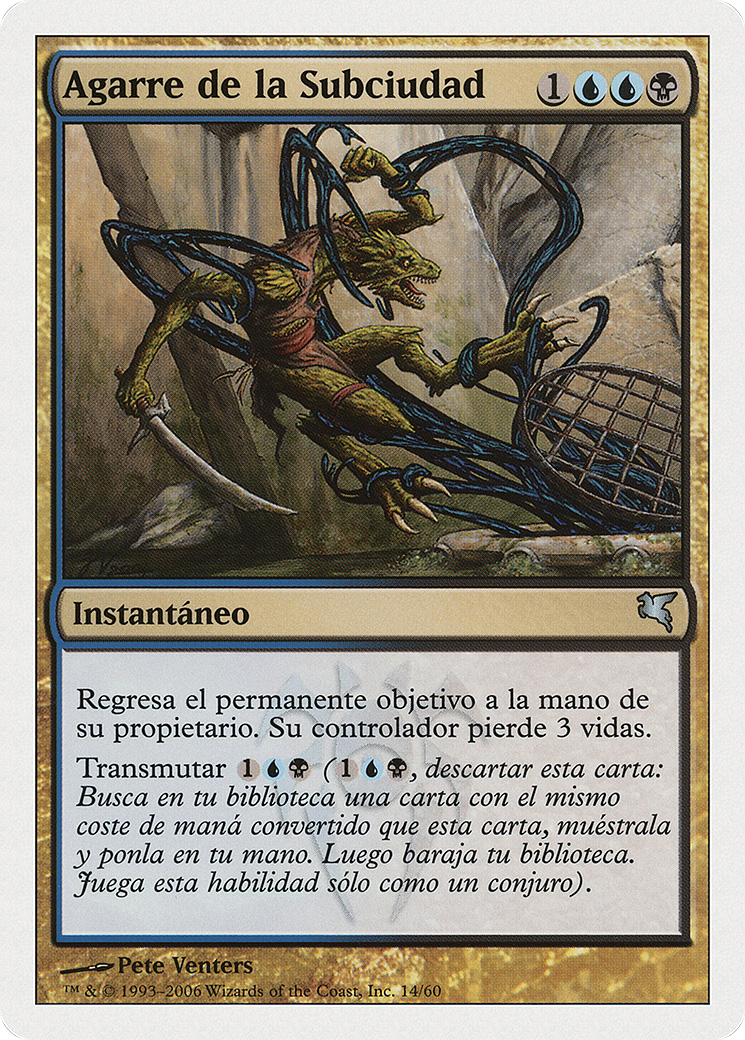 Agarre de la Subciudad 1
Instantáneo
Regresa el permanente objetivo a la mano de
su propietario. Su controlador pierde 3 vidas.
Transmutar 1 (1, descartar esta carta:
Busca en tu biblioteca una carta con el mismo
coste de maná convertido que esta carta, muéstrala
y ponla en tu mano. Luego baraja tu biblioteca.
Juega esta habilidad sólo como un conjuro).
Pete Venters
™ & © 1993–2006 Wizards of the Coast, Inc. 14/60